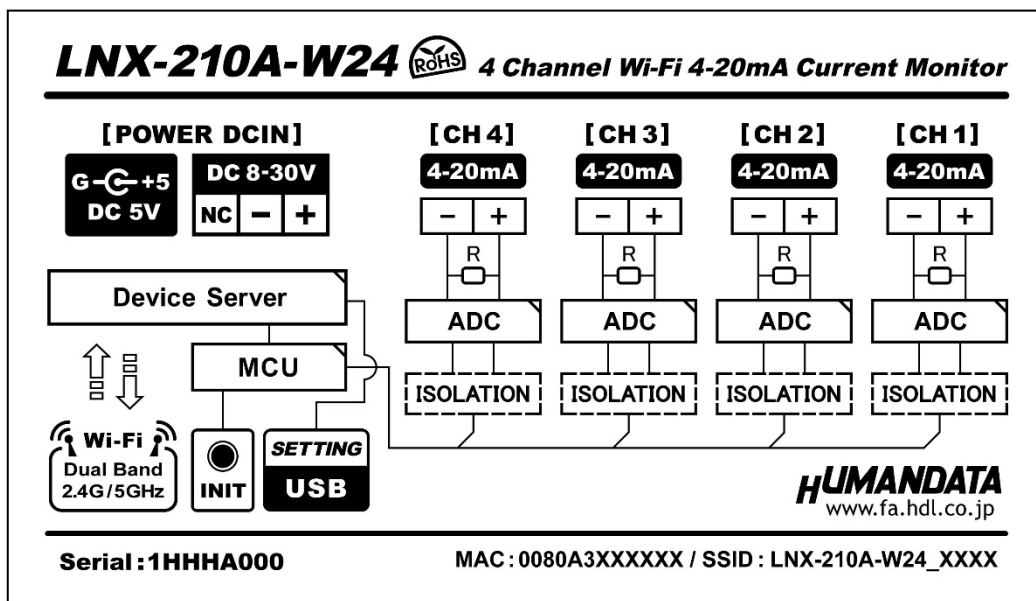 LNX-210A-W24 RoHS 4 Channel Wi-Fi 4-20mA Current Monitor
[POWER DCIN] [CH 4] [CH 3] [CH 2] [CH 1]
G +5 DC 8-30V 4-20mA 4-20mA 4-20mA 4-20mA
DC 5V NC − + − + − + − + − +
R R R R
Device Server ADC ADC ADC ADC
MCU ISOLATION ISOLATION ISOLATION ISOLATION
Wi-Fi
Dual Band
2.4G/5GHz
INIT
SETTING
USB
HUMANDATA
www.fa.hdl.co.jp
Serial:1HHHA000 MAC:0080A3XXXXXX / SSID: LNX-210A-W24_XXXX